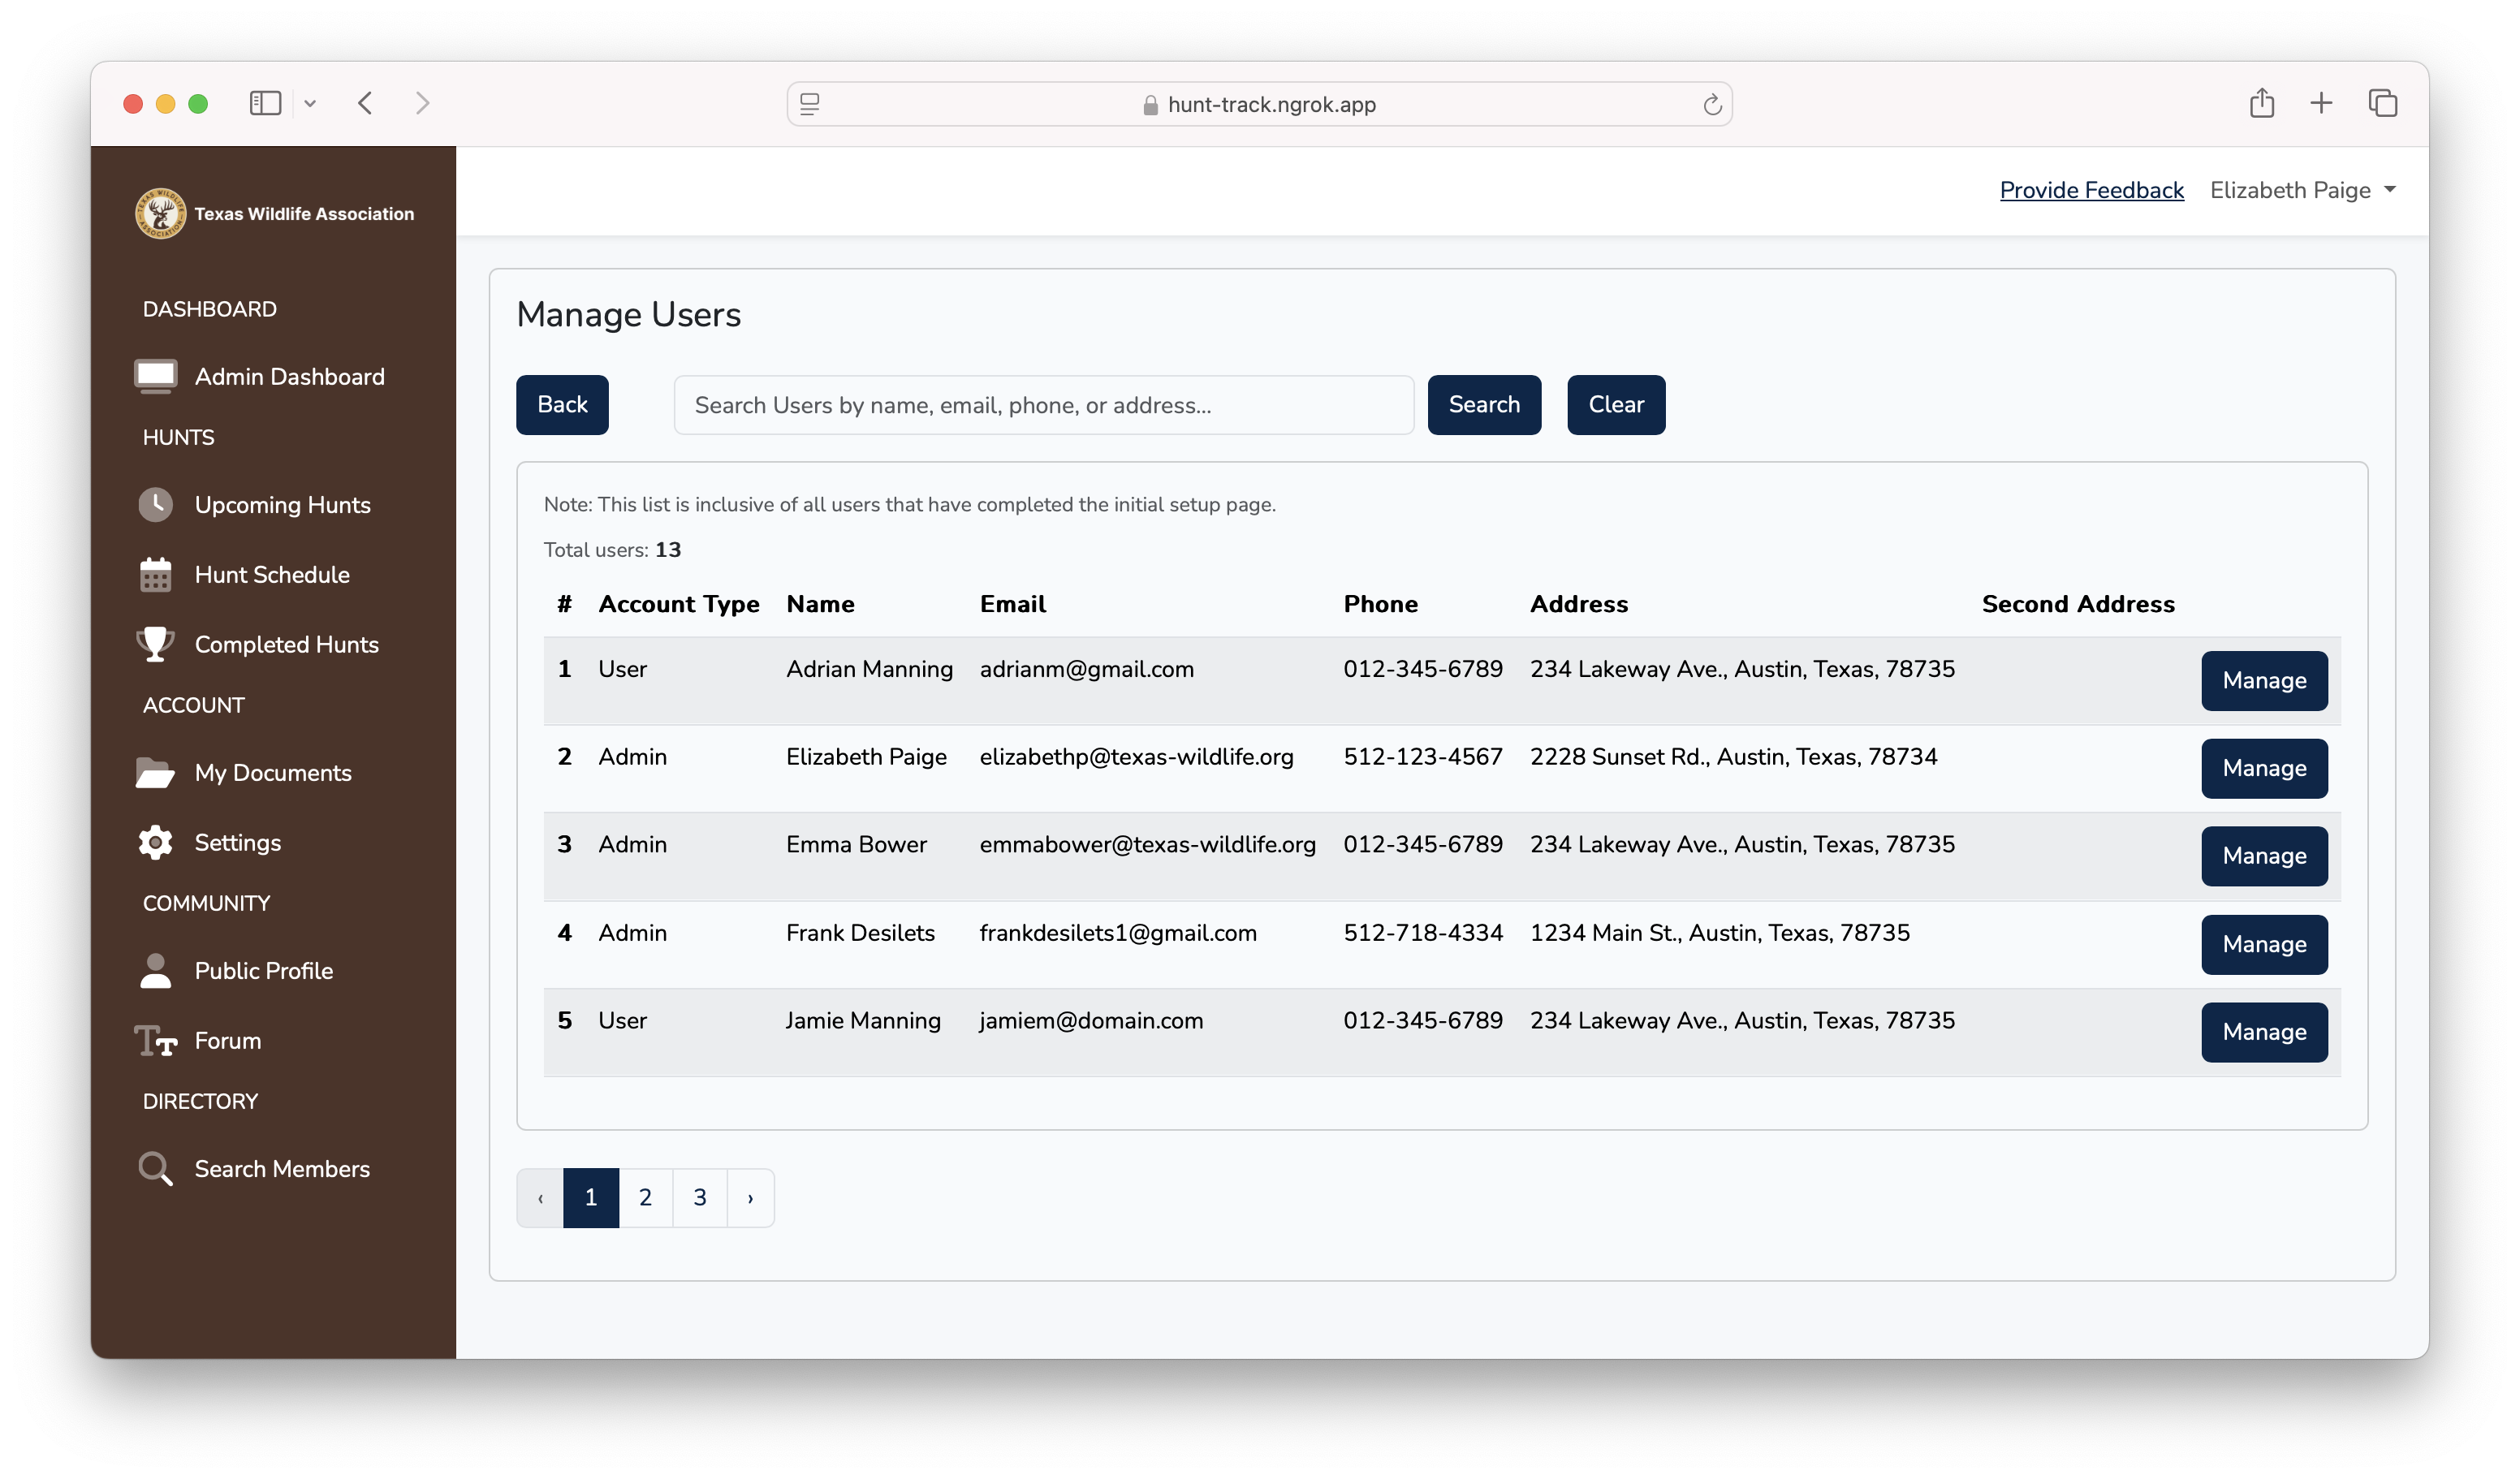 hunt-track.ngrok.app
TEXAS WILDLIFE ASSOCIATION
Texas Wildlife Association
Provide Feedback Elizabeth Paige
DASHBOARD
Admin Dashboard
HUNTS
Upcoming Hunts
Hunt Schedule
Completed Hunts
ACCOUNT
My Documents
Settings
COMMUNITY
Public Profile
Forum
DIRECTORY
Search Members
Manage Users
Back Search Users by name, email, phone, or address... Search Clear
Note: This list is inclusive of all users that have completed the initial setup page.
Total users: 13
# Account Type Name Email Phone Address Second Address
1 User Adrian Manning adrianm@gmail.com 012-345-6789 234 Lakeway Ave., Austin, Texas, 78735 Manage
2 Admin Elizabeth Paige elizabethp@texas-wildlife.org 512-123-4567 2228 Sunset Rd., Austin, Texas, 78734 Manage
3 Admin Emma Bower emmabower@texas-wildlife.org 012-345-6789 234 Lakeway Ave., Austin, Texas, 78735 Manage
4 Admin Frank Desilets frankdesilets1@gmail.com 512-718-4334 1234 Main St., Austin, Texas, 78735 Manage
5 User Jamie Manning jamiem@domain.com 012-345-6789 234 Lakeway Ave., Austin, Texas, 78735 Manage
‹ 1 2 3 ›